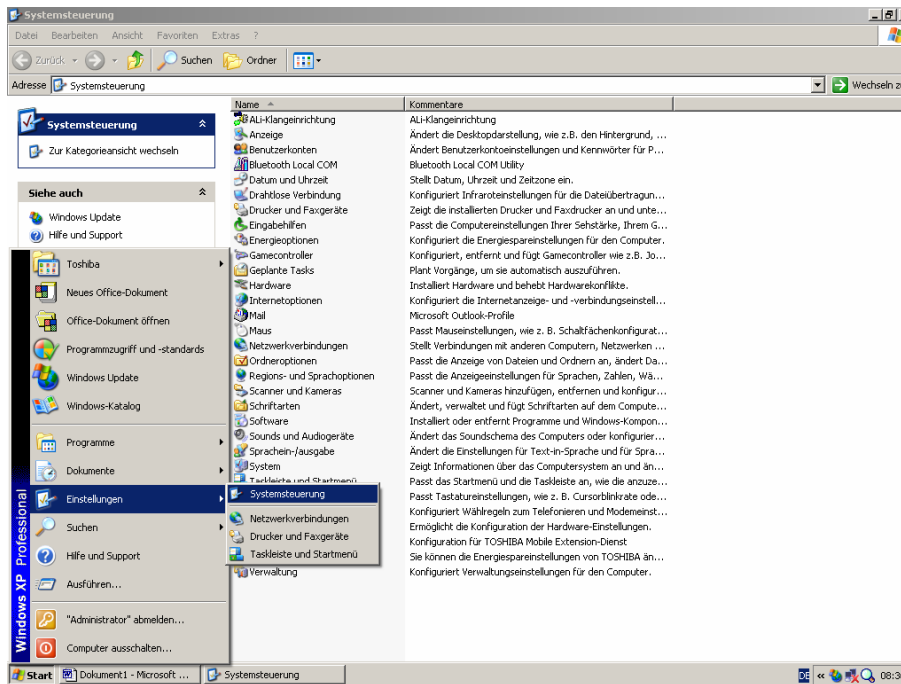 Systemsteuerung
Datei Bearbeiten Ansicht Favoriten Extras ?
Zurück Suchen Ordner
Adresse Systemsteuerung Wechseln zu
Systemsteuerung
Zur Kategorieansicht wechseln
Siehe auch
Windows Update
Hilfe und Support
Name Kommentare
ALi-Klangeinrichtung ALi-Klangeinrichtung
Anzeige Ändert die Desktopdarstellung, wie z.B. den Hintergrund, ...
Benutzerkonten Ändert Benutzerkontoeinstellungen und Kennwörter für P...
Bluetooth Local COM Bluetooth Local COM Utility
Datum und Uhrzeit Stellt Datum, Uhrzeit und Zeitzone ein.
Drahtlose Verbindung Konfiguriert Infraroteinstellungen für die Dateiübertragun...
Drucker und Faxgeräte Zeigt die installierten Drucker und Faxdrucker an und unte...
Eingabehilfen Passt die Computereinstellungen Ihrer Sehstärke, Ihrem G...
Energieoptionen Konfiguriert die Energiespareinstellungen für den Computer.
Gamecontroller Konfiguriert, entfernt und fügt Gamecontroller wie z.B. Jo...
Geplante Tasks Plant Vorgänge, um sie automatisch auszuführen.
Hardware Installiert Hardware und behebt Hardwarekonflikte.
Internetoptionen Konfiguriert die Internetanzeige- und -verbindungseinstell...
Mail Microsoft Outlook-Profile
Maus Passt Mauseinstellungen, wie z. B. Schaltfächenkonfigurat...
Netzwerkverbindungen Stellt Verbindungen mit anderen Computern, Netzwerken ...
Ordneroptionen Passt die Anzeige von Dateien und Ordnern an, ändert Da...
Regions- und Sprachoptionen Passt die Anzeigeeinstellungen für Sprachen, Zahlen, Wä...
Scanner und Kameras Scanner und Kameras hinzufügen, entfernen und konfigur...
Schriftarten Ändert, verwaltet und fügt Schriftarten auf dem Compute...
Software Installiert oder entfernt Programme und Windows-Kompon...
Sounds und Audiogeräte Ändert das Soundschema des Computers oder konfigurier...
Sprachein-/ausgabe Ändert die Einstellungen für Text-in-Sprache und für Spra...
System Zeigt Informationen über das Computersystem an und än...
Taskleiste und Startmenü Passt das Startmenü und die Taskleiste an, wie die anzuze...
Passt Tastatureinstellungen, wie z. B. Cursorblinkrate ode...
Konfiguriert Wählregeln zum Telefonieren und Modemeinst...
Ermöglicht die Konfiguration der Hardware-Einstellungen.
Konfiguration für TOSHIBA Mobile Extension-Dienst
Sie können die Energiespareinstellungen von TOSHIBA än...
Verwaltung Konfiguriert Verwaltungseinstellungen für den Computer.
Toshiba
Neues Office-Dokument
Office-Dokument öffnen
Programmzugriff und -standards
Windows Update
Windows-Katalog
Programme
Dokumente
Einstellungen
Suchen
Hilfe und Support
Ausführen...
"Administrator" abmelden...
Computer ausschalten...
Windows XP Professional
Systemsteuerung
Netzwerkverbindungen
Drucker und Faxgeräte
Taskleiste und Startmenü
Start Dokument1 - Microsoft ... Systemsteuerung DE «